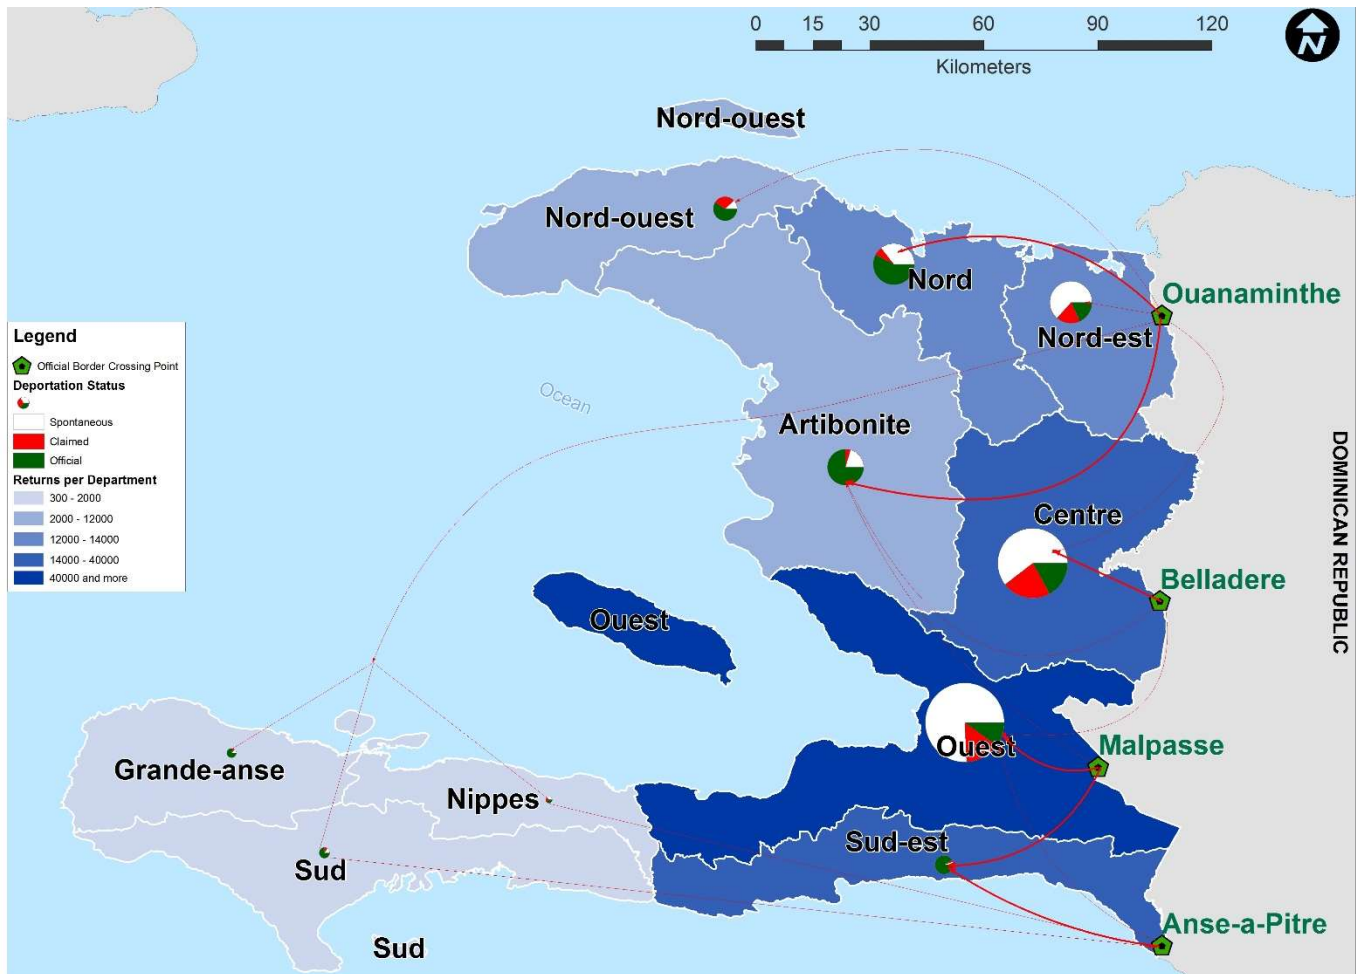 0 15 30 60 90 120
Kilometers
N
Nord-ouest
Nord-ouest
Nord
Ouanaminthe
Nord-est
Legend
Official Border Crossing Point
Deportation Status
Spontaneous
Claimed
Official
Returns per Department
300 - 2000
2000 - 12000
12000 - 14000
14000 - 40000
40000 and more
Ocean
Artibonite
DOMINICAN REPUBLIC
Centre
Belladere
Ouest
Ouest
Malpasse
Grande-anse
Nippes
Sud-est
Sud
Anse-a-Pitre
Sud